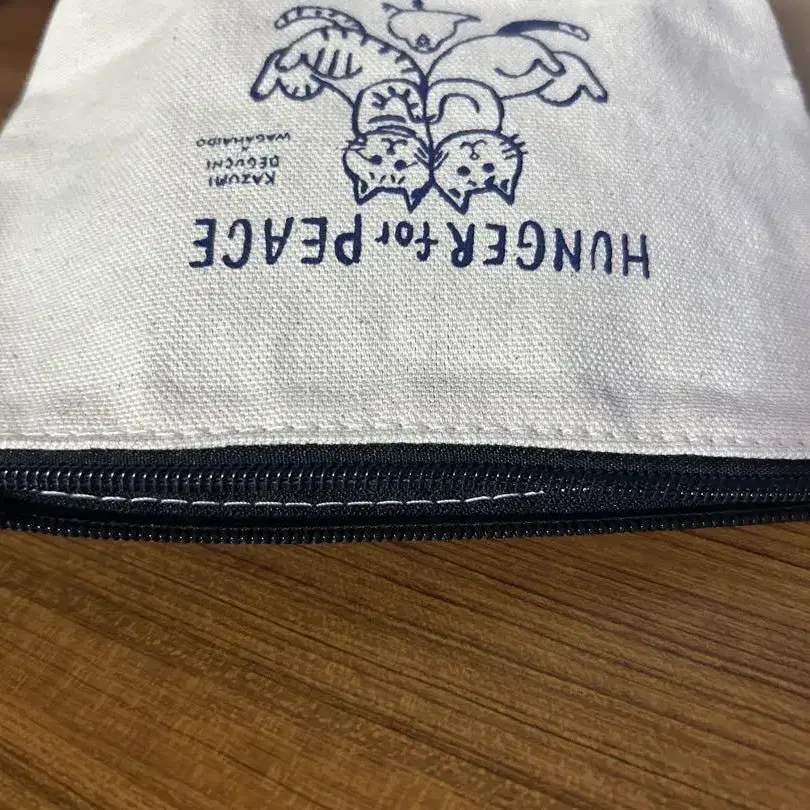 HUNGER for PEACE
KAZUMI
DEGUCHI
×
WAGAHAIDO